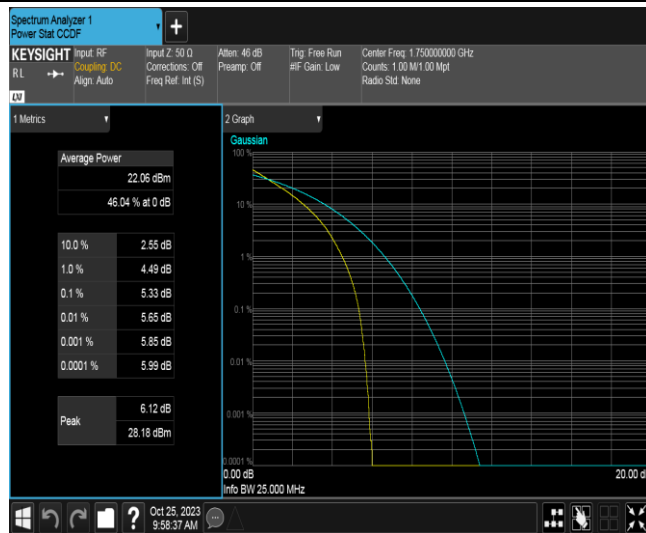 Spectrum Analyzer 1
Power Stat CCDF
+
KEYSIGHT
RL
Input: RF
Coupling: DC
Align: Auto
Input Z: 50 Ω
Corrections: Off
Freq Ref: Int (S)
Atten: 46 dB
Preamp: Off
Trig: Free Run
#IF Gain: Low
Center Freq: 1.750000000 GHz
Counts: 1.00 M/1.00 Mpt
Radio Std: None
1 Metrics
Average Power
22.06 dBm
46.04 % at 0 dB
10.0 % 2.55 dB
1.0 % 4.49 dB
0.1 % 5.33 dB
0.01 % 5.65 dB
0.001 % 5.85 dB
0.0001 % 5.99 dB
Peak
6.12 dB
28.18 dBm
2 Graph
Gaussian
100 %
10 %
1 %
0.1 %
0.01 %
0.001 %
0.0001 %
0.00 dB
20.00 d
Info BW 25.000 MHz
?
Oct 25, 2023
9:58:37 AM